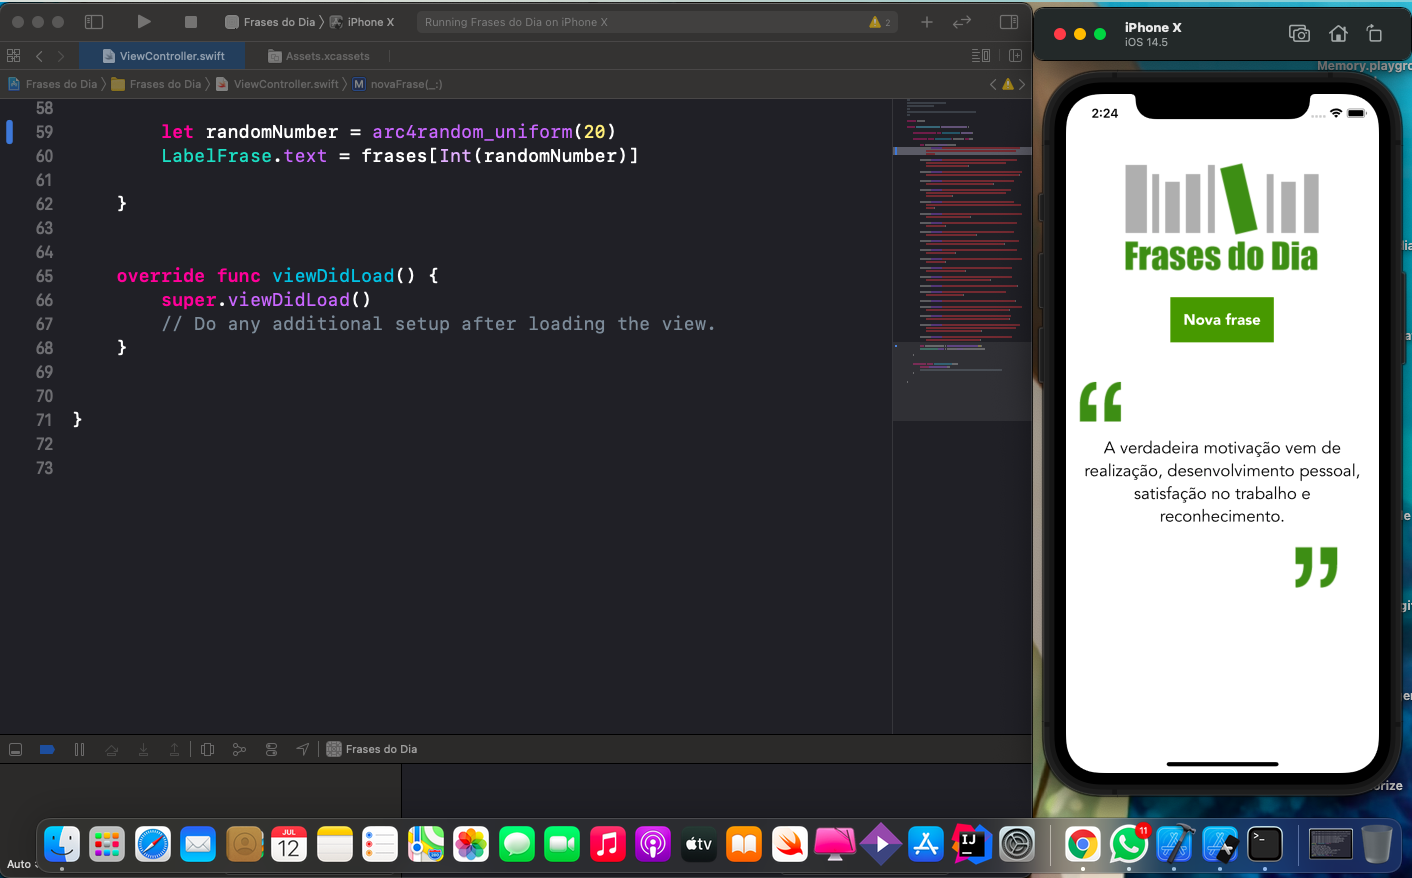 Frases do Dia
iPhone X
Running Frases do Dia on iPhone X
2
ViewController.swift
Assets.xcassets
Frases do Dia
Frases do Dia
ViewController.swift
M
novaFrase(_:)
58
59 let randomNumber = arc4random_uniform(20)
60 LabelFrase.text = frases[Int(randomNumber)]
61
62 }
63
64
65 override func viewDidLoad() {
66 super.viewDidLoad()
67 // Do any additional setup after loading the view.
68 }
69
70
71 }
72
73
Frases do Dia
Auto
iPhone X
iOS 14.5
Memory.playgro
2:24
Frases do Dia
Nova frase
“
A verdadeira motivação vem de
realização, desenvolvimento pessoal,
satisfação no trabalho e
reconhecimento.
”
JUL
12
tv
IJ
11
>_